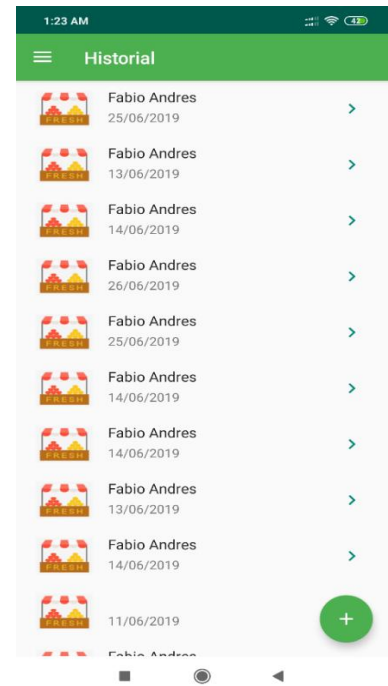 1:23 AM
42
Historial
FRESH
Fabio Andres
25/06/2019
FRESH
Fabio Andres
13/06/2019
FRESH
Fabio Andres
14/06/2019
FRESH
Fabio Andres
26/06/2019
FRESH
Fabio Andres
25/06/2019
FRESH
Fabio Andres
14/06/2019
FRESH
Fabio Andres
14/06/2019
FRESH
Fabio Andres
13/06/2019
FRESH
Fabio Andres
14/06/2019
FRESH
11/06/2019
Fabio Andres